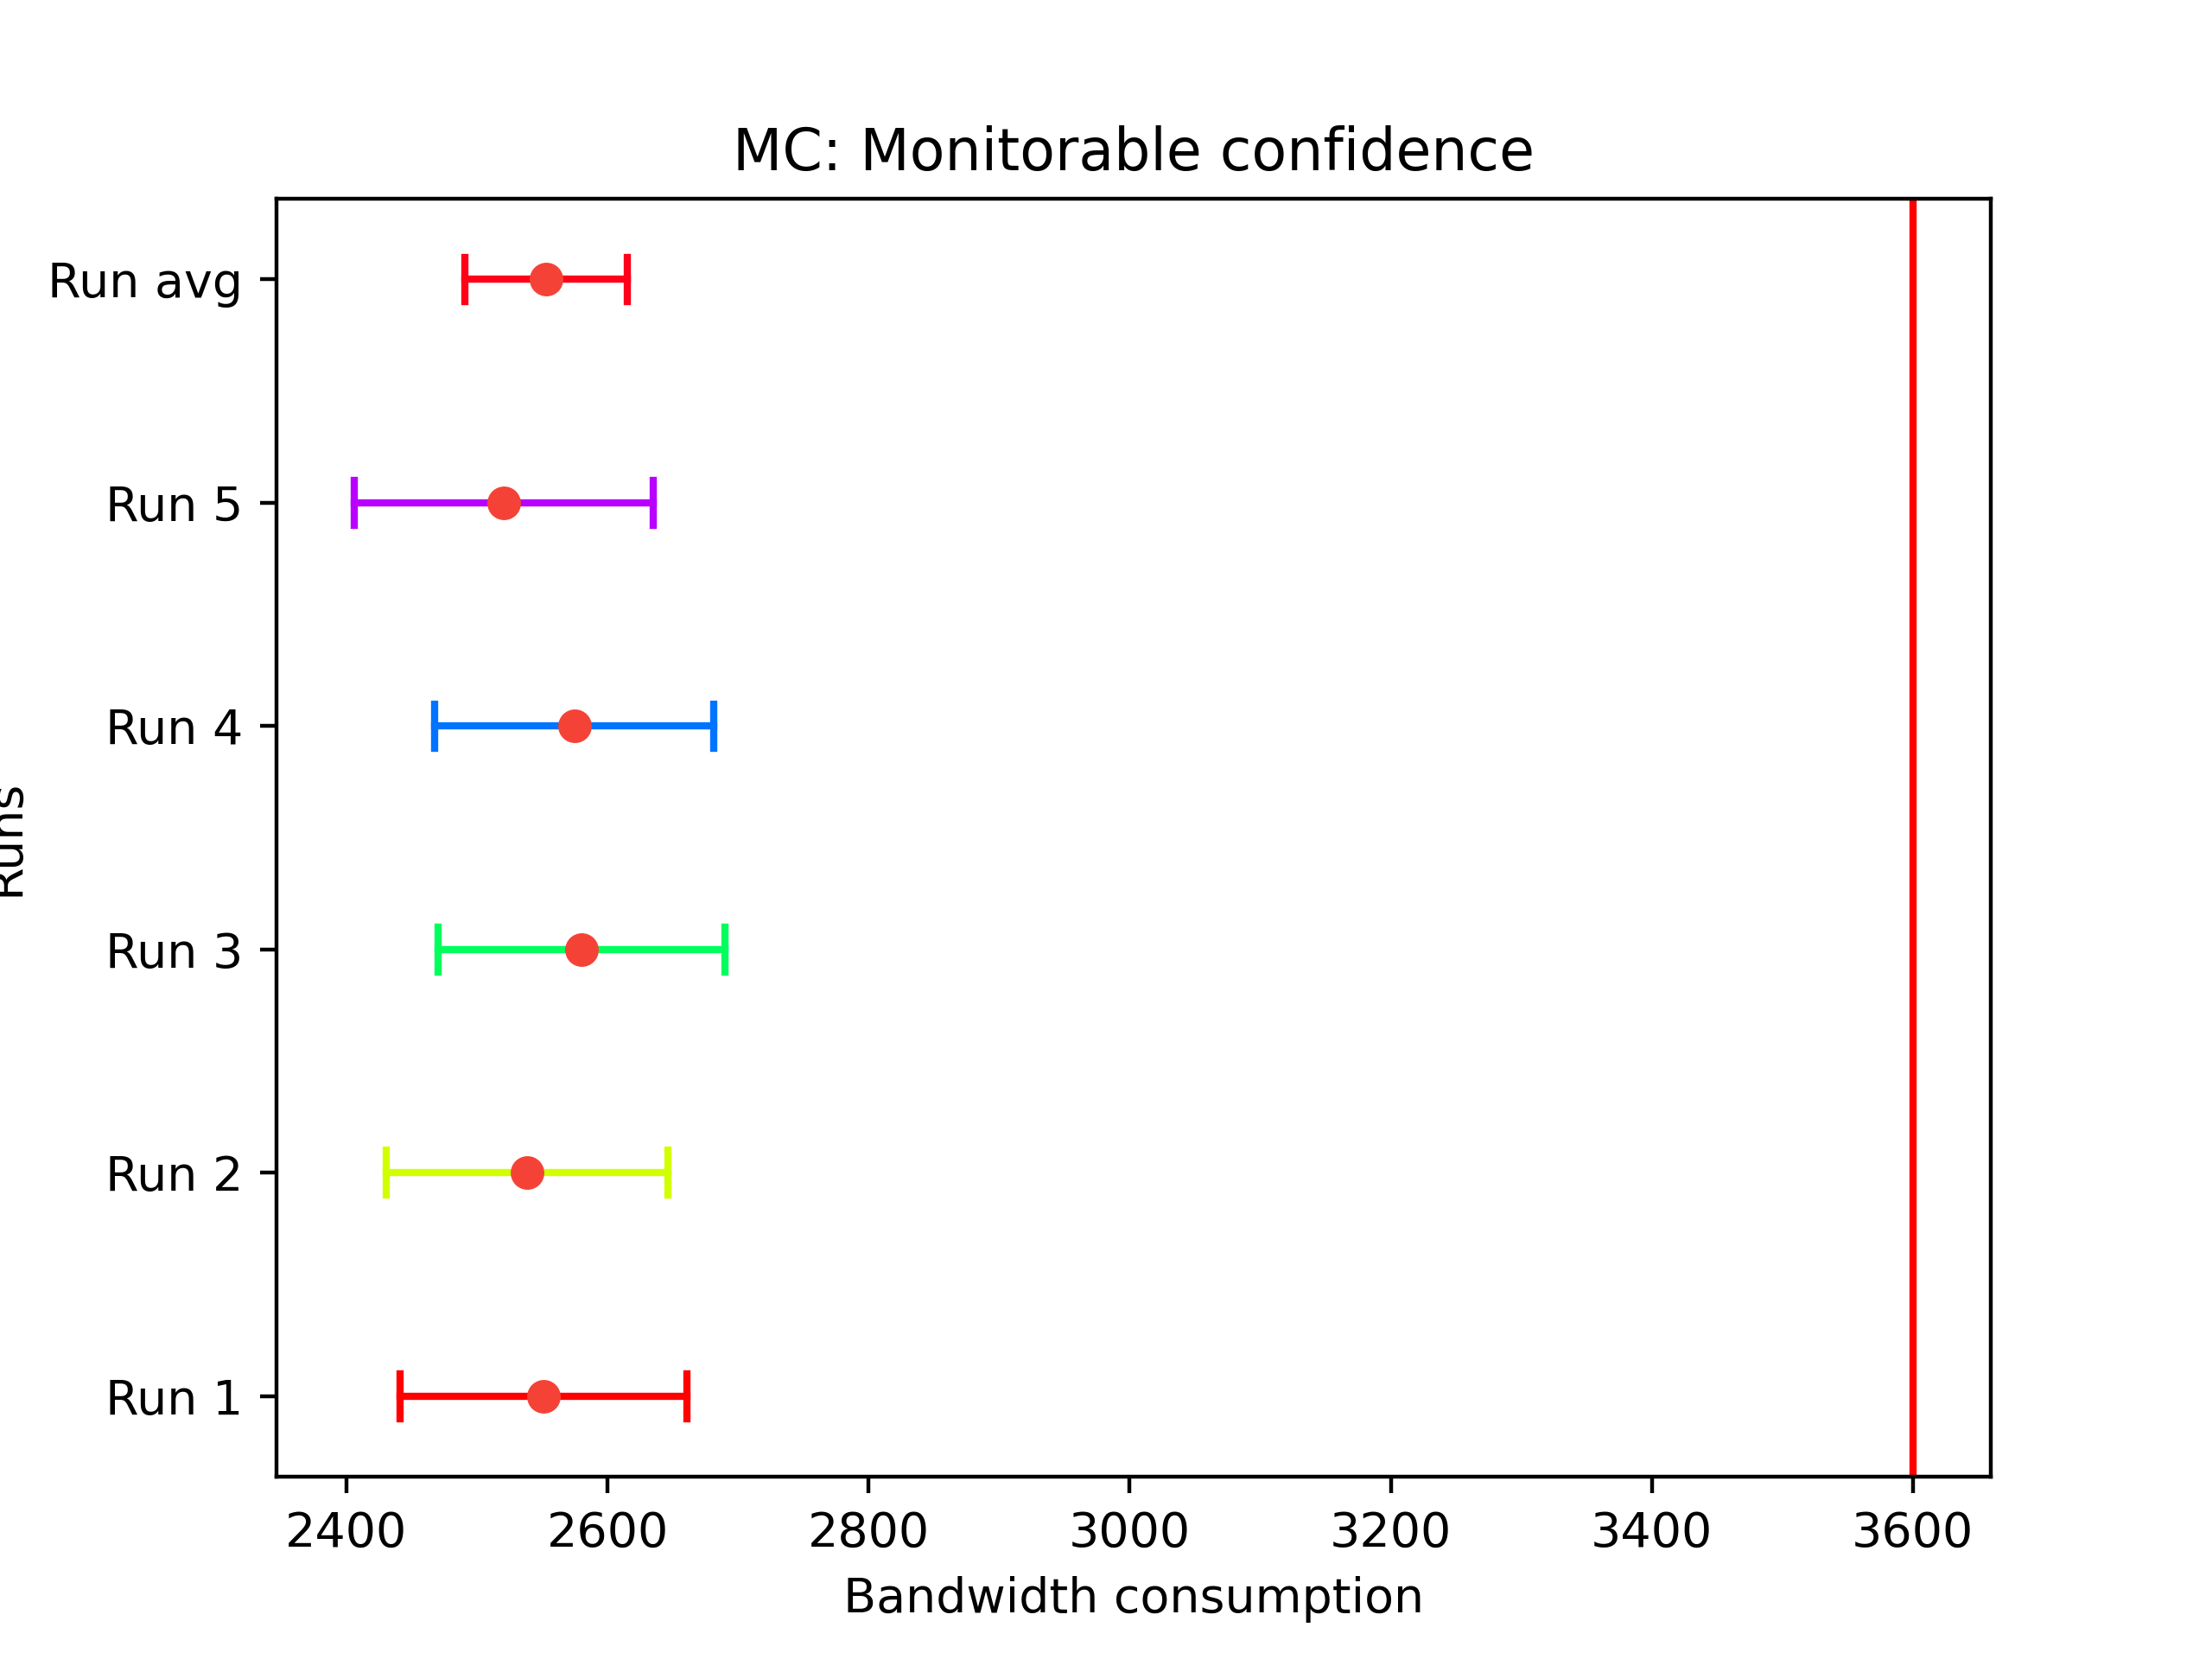 MC: Monitorable confidence
Run avg
Run 5
Run 4
Run 3
Run 2
Run 1
Runs
2400 2600 2800 3000 3200 3400 3600
Bandwidth consumption